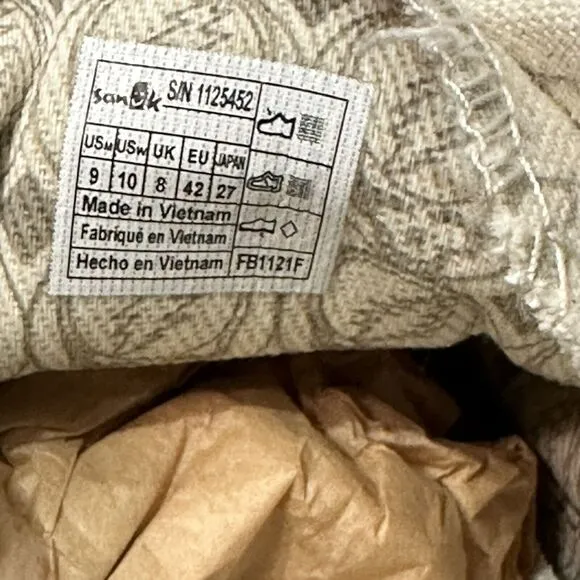 sanuk S/N 1125452
USM USW UK EU JAPAN
9 10 8 42 27
Made in Vietnam
Fabriqué en Vietnam
Hecho en Vietnam FB1121F